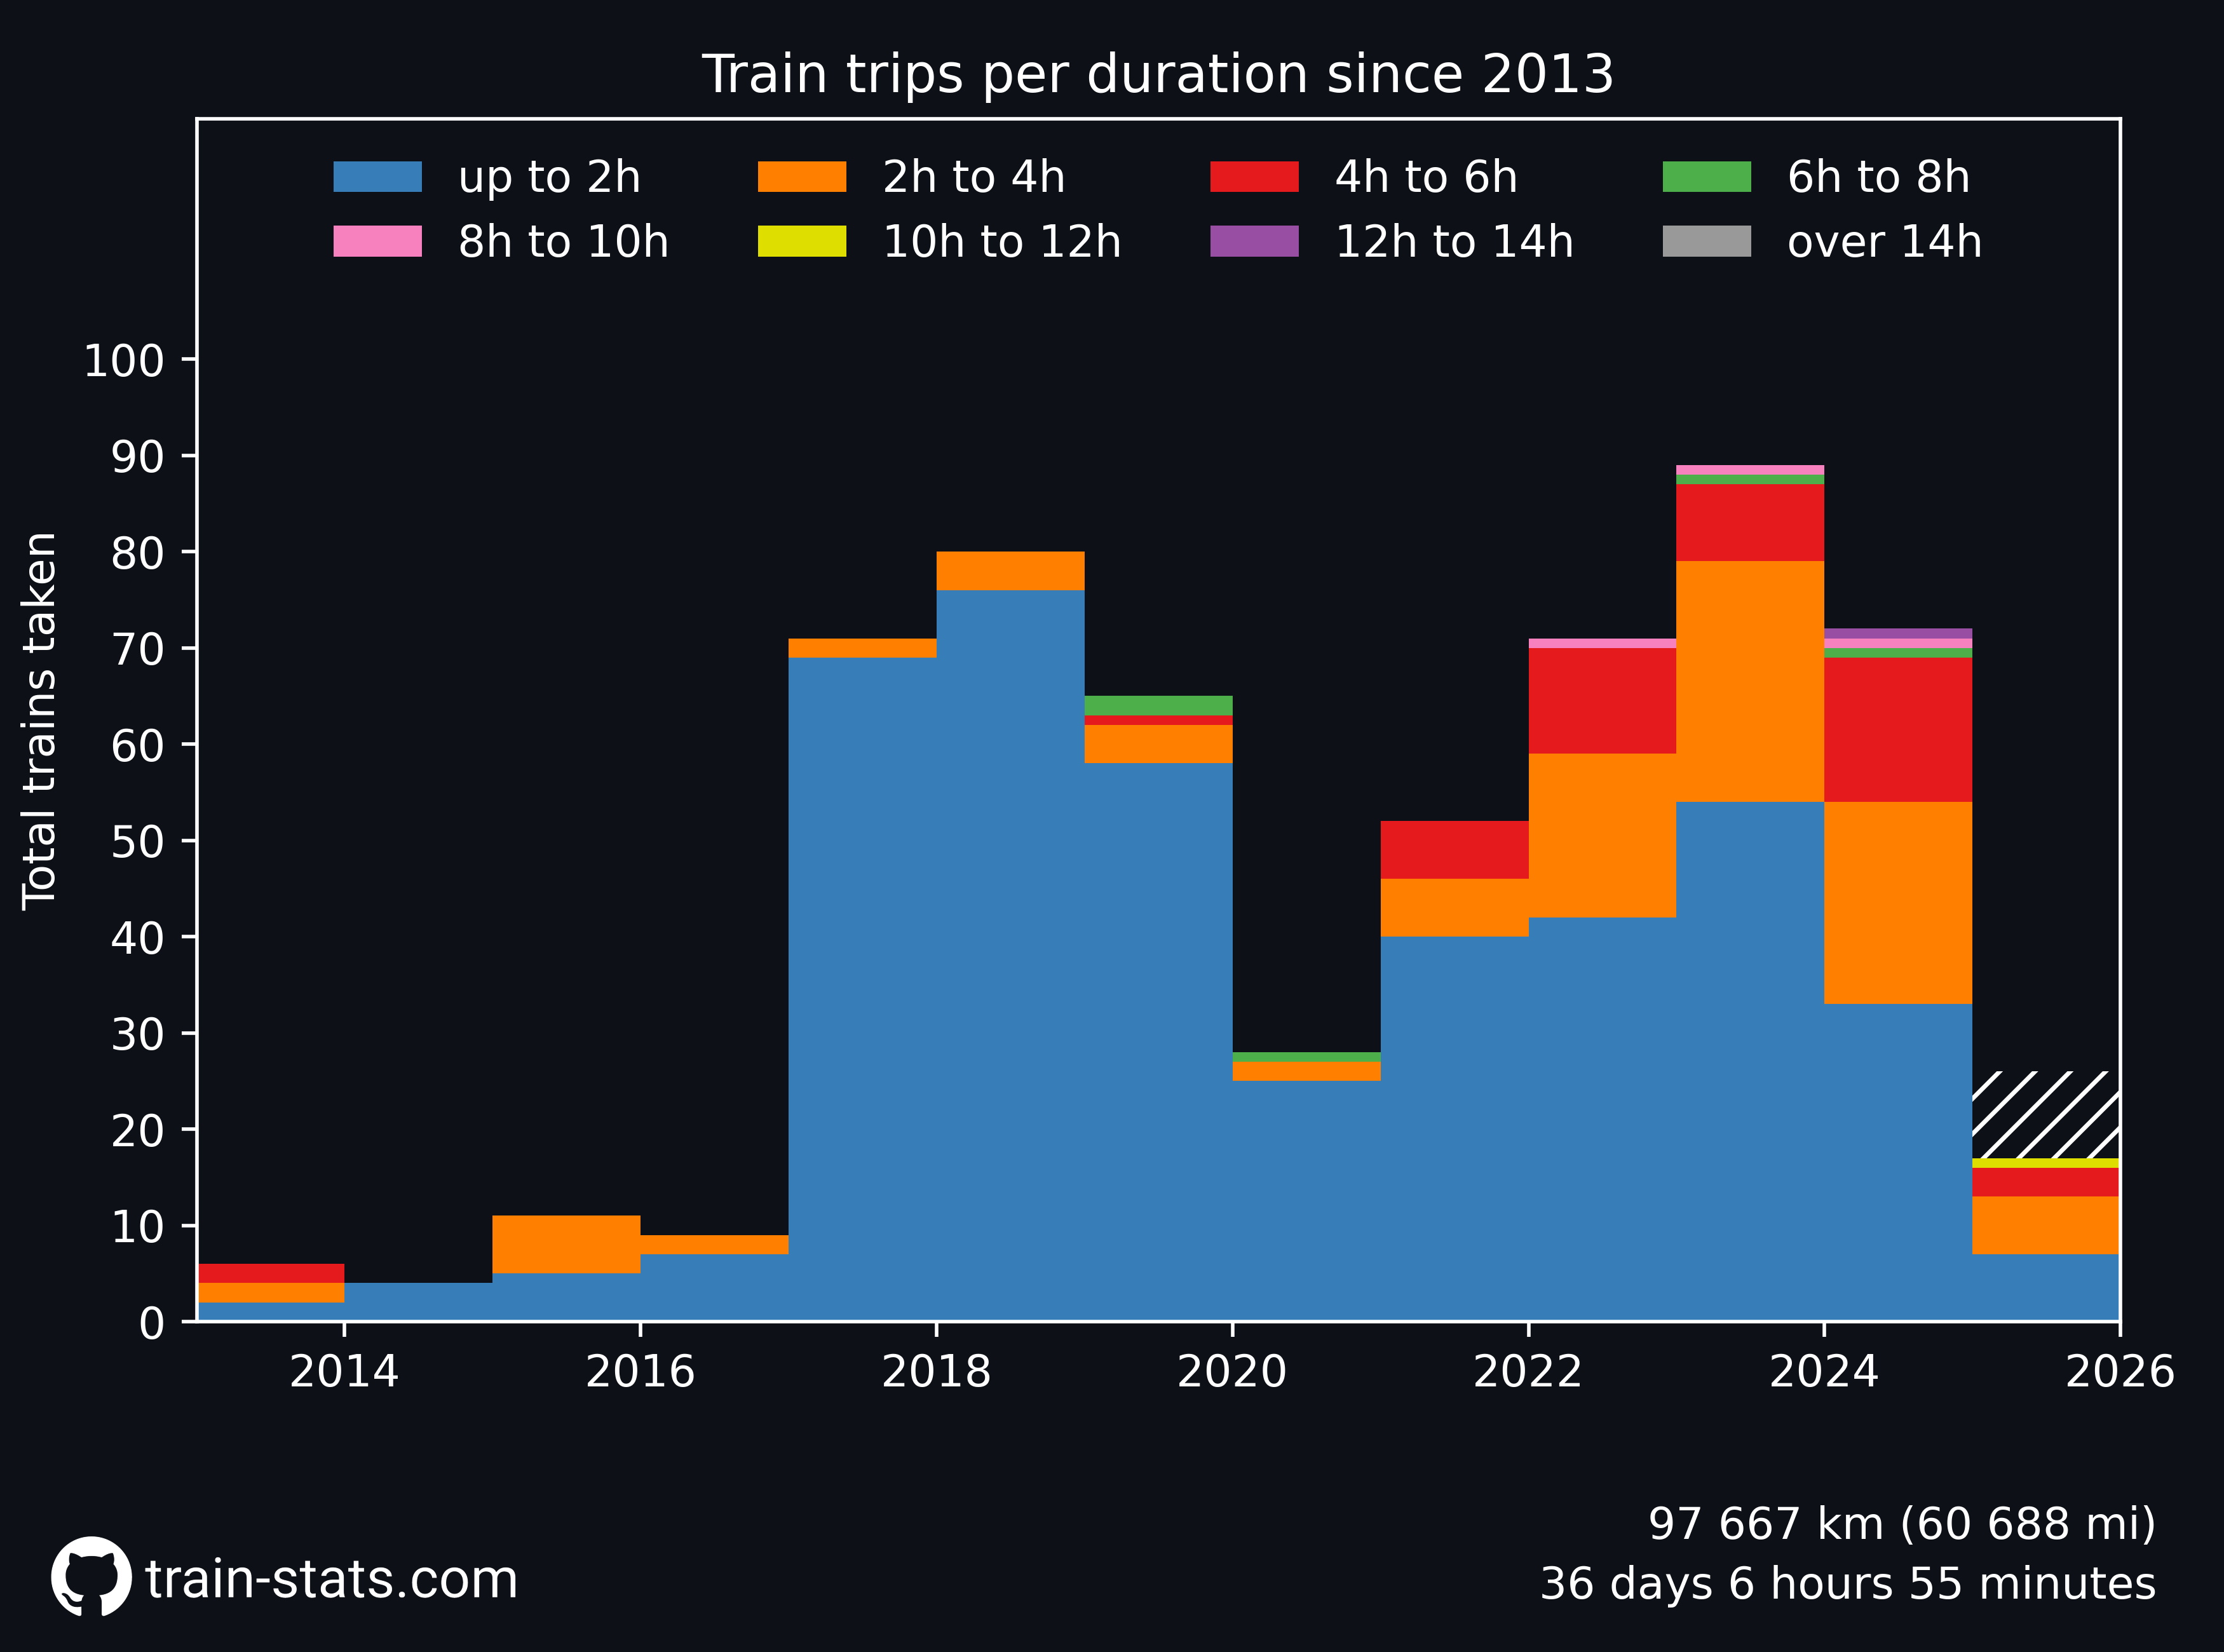 Train trips per duration since 2013
up to 2h 2h to 4h 4h to 6h 6h to 8h
8h to 10h 10h to 12h 12h to 14h over 14h
Total trains taken
100
90
80
70
60
50
40
30
20
10
0
2014 2016 2018 2020 2022 2024 2026
97 667 km (60 688 mi)
train-stats.com
36 days 6 hours 55 minutes